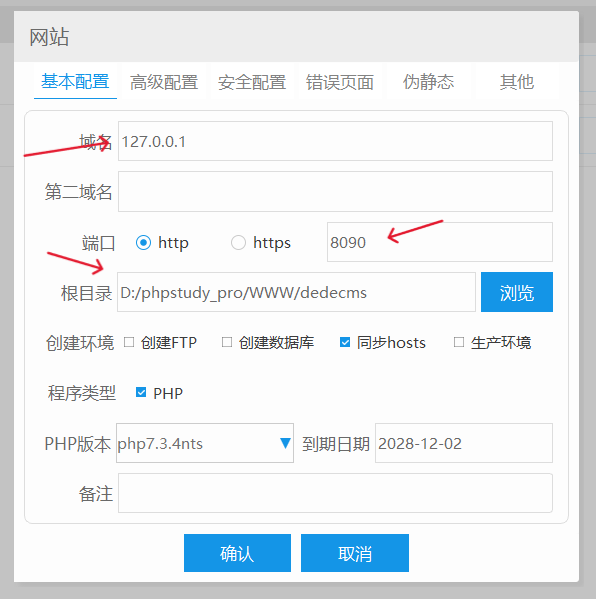 网站
基本配置 高级配置 安全配置 错误页面 伪静态 其他
域名 127.0.0.1
第二域名
端口 http https 8090
根目录 D:/phpstudy_pro/WWW/dedecms 浏览
创建环境 创建FTP 创建数据库 同步hosts 生产环境
程序类型 PHP
PHP版本 php7.3.4nts 到期日期 2028-12-02
备注
确认 取消